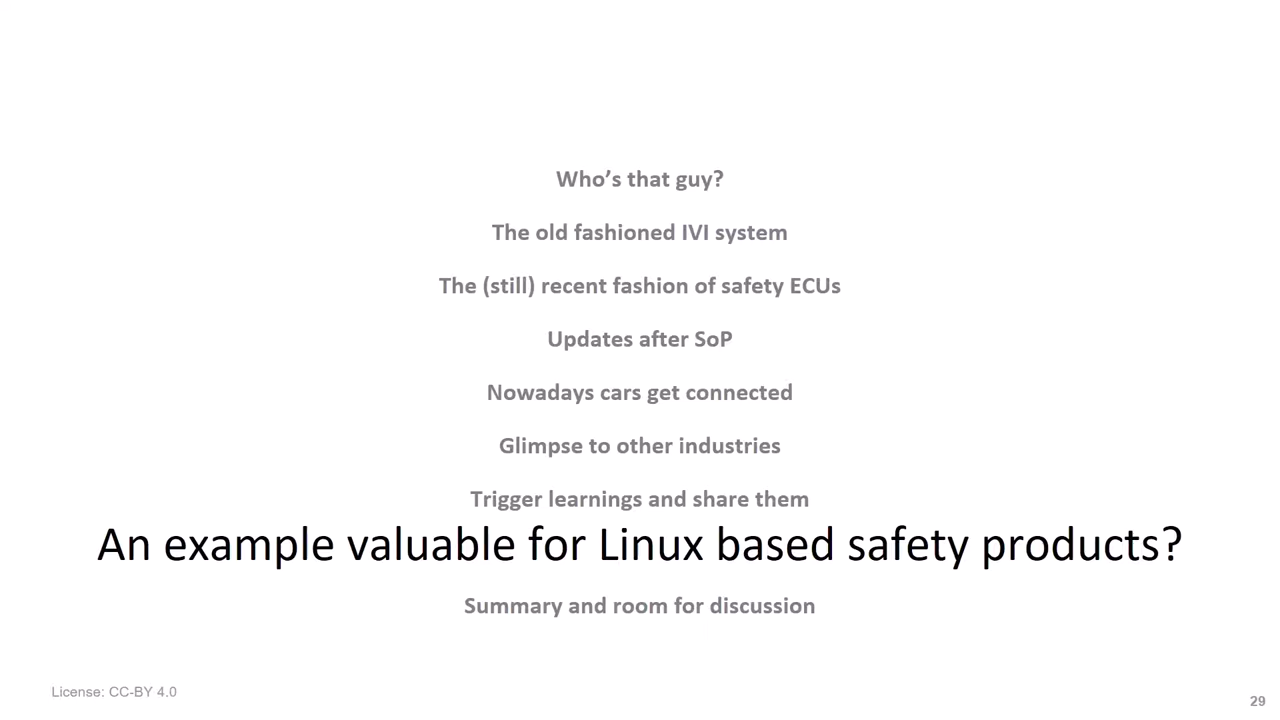 Who’s that guy?
The old fashioned IVI system
The (still) recent fashion of safety ECUs
Updates after SoP
Nowadays cars get connected
Glimpse to other industries
Trigger learnings and share them
An example valuable for Linux based safety products?
Summary and room for discussion
License: CC-BY 4.0
29